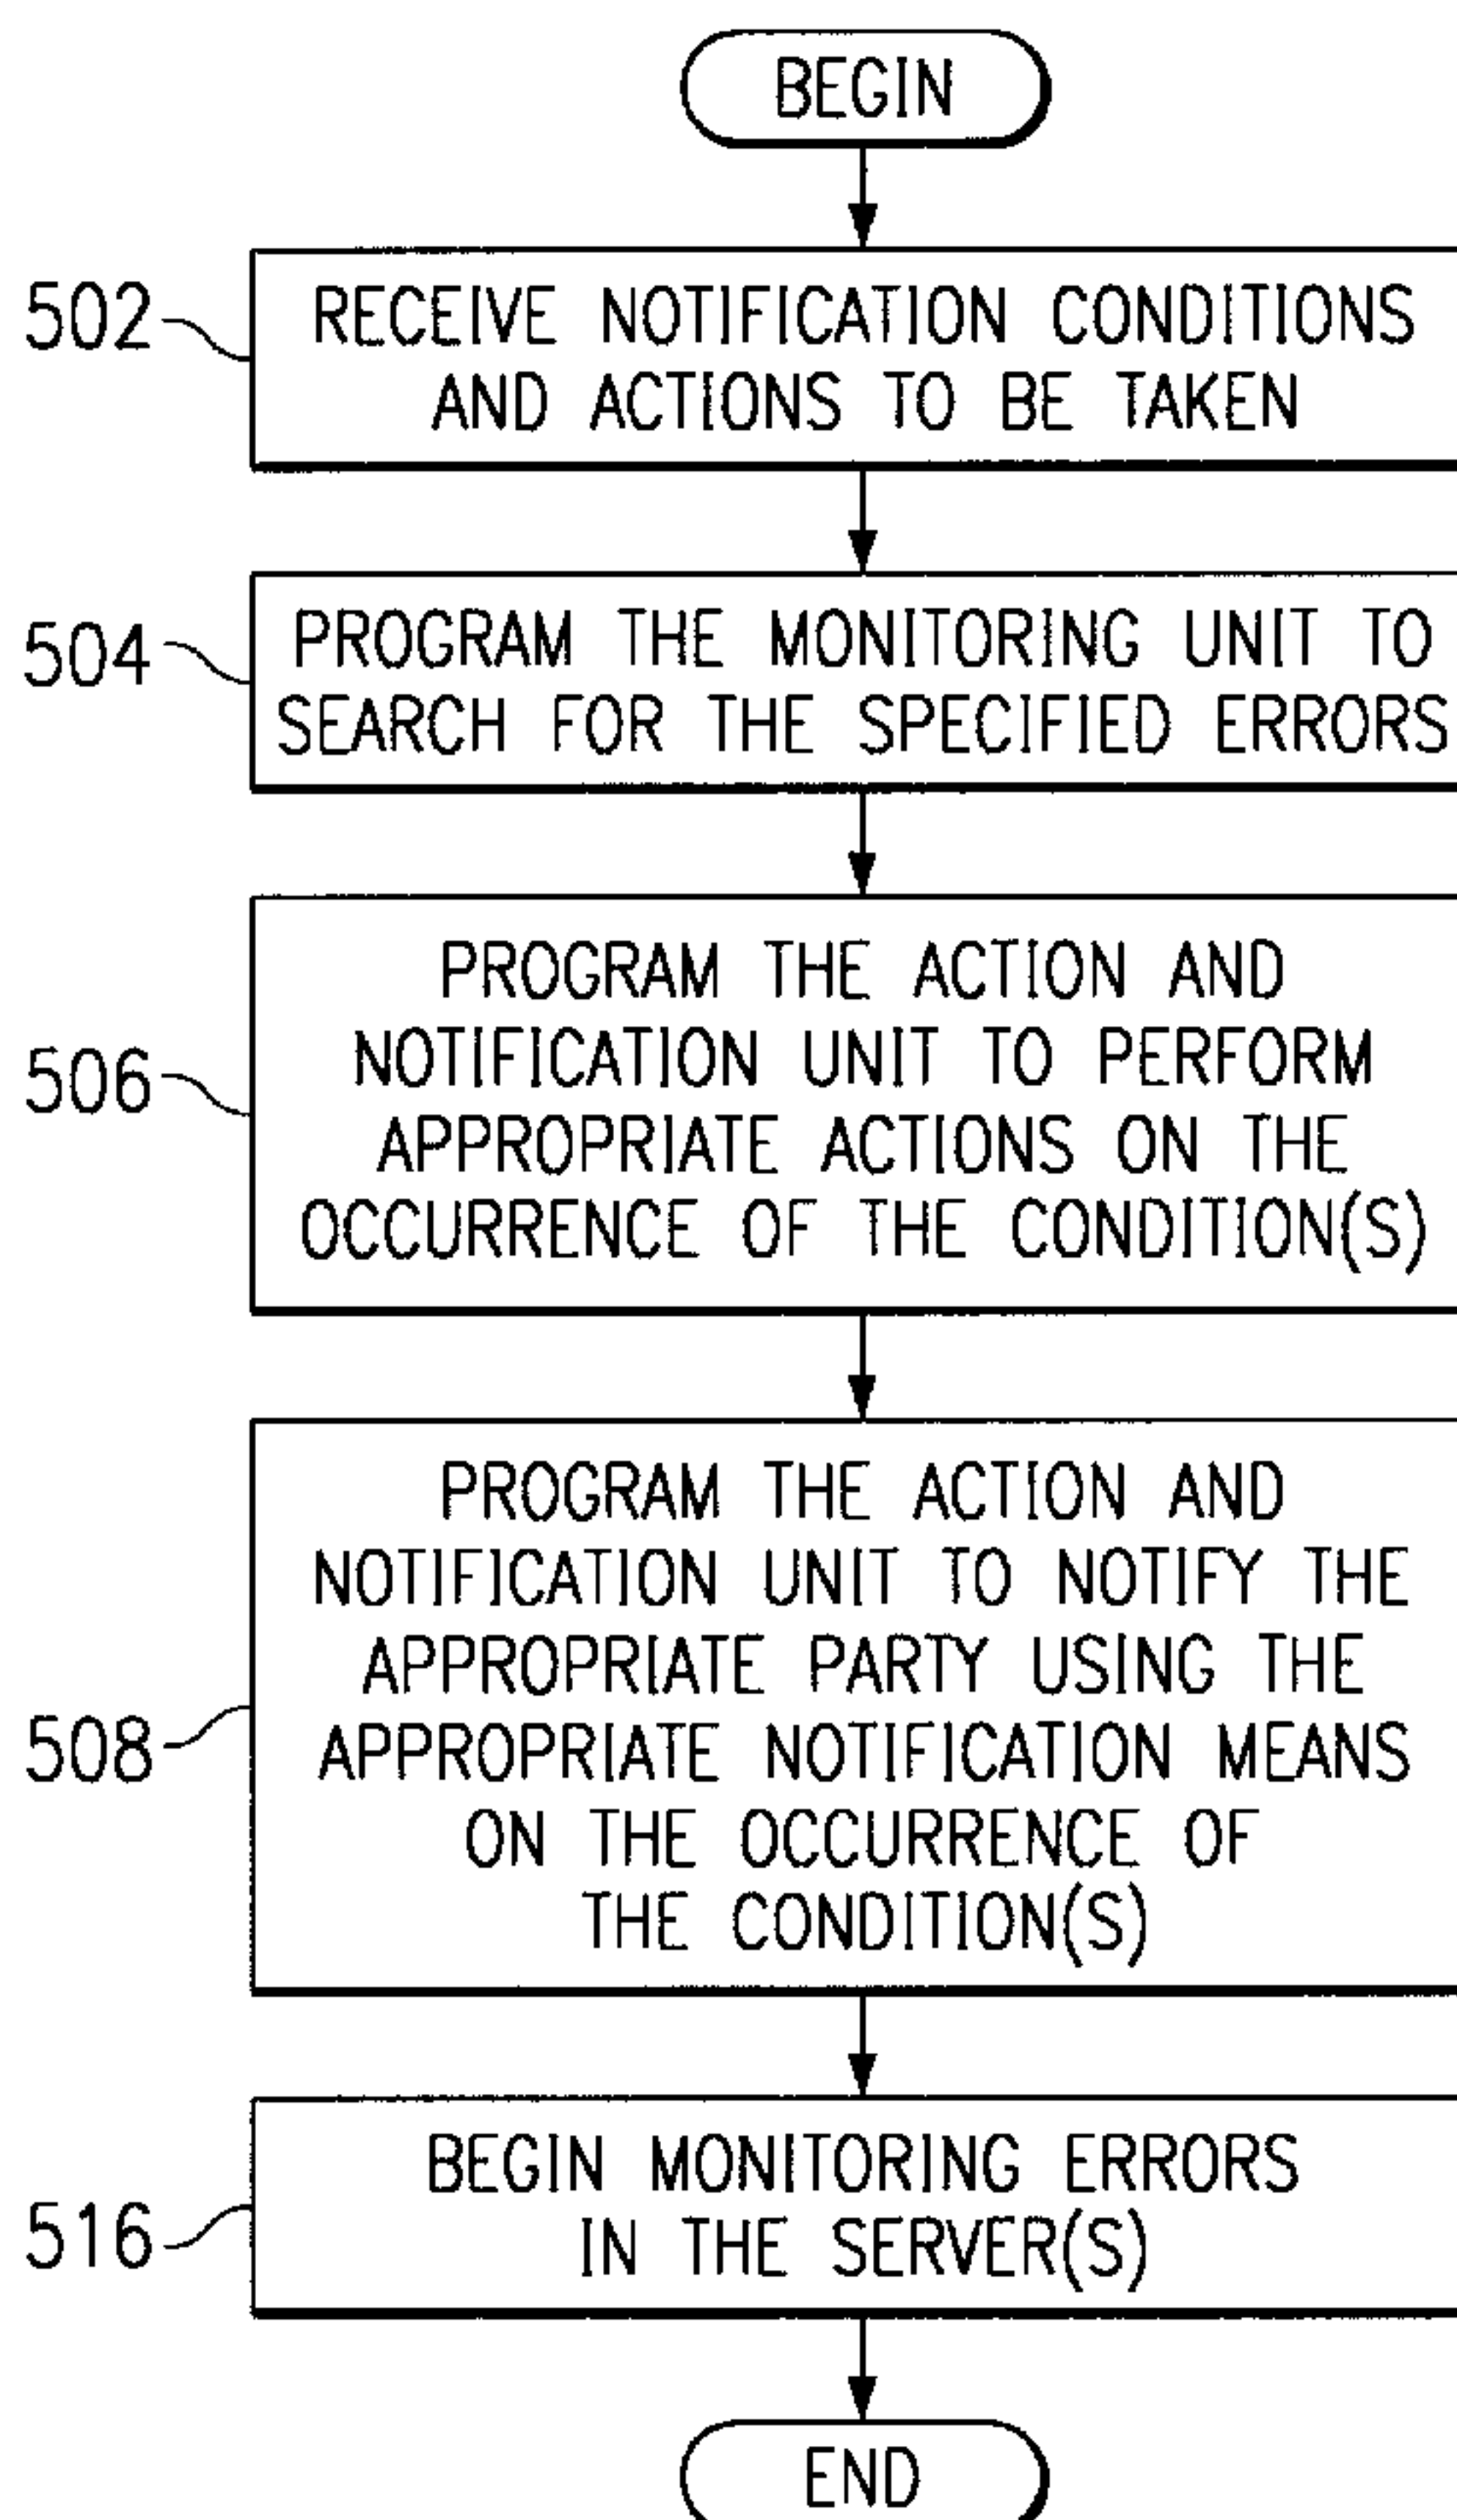 BEGIN
502
RECEIVE NOTIFICATION CONDITIONS
AND ACTIONS TO BE TAKEN
504
PROGRAM THE MONITORING UNIT TO
SEARCH FOR THE SPECIFIED ERRORS
506
PROGRAM THE ACTION AND
NOTIFICATION UNIT TO PERFORM
APPROPRIATE ACTIONS ON THE
OCCURRENCE OF THE CONDITION(S)
508
PROGRAM THE ACTION AND
NOTIFICATION UNIT TO NOTIFY THE
APPROPRIATE PARTY USING THE
APPROPRIATE NOTIFICATION MEANS
ON THE OCCURRENCE OF
THE CONDITION(S)
516
BEGIN MONITORING ERRORS
IN THE SERVER(S)
END